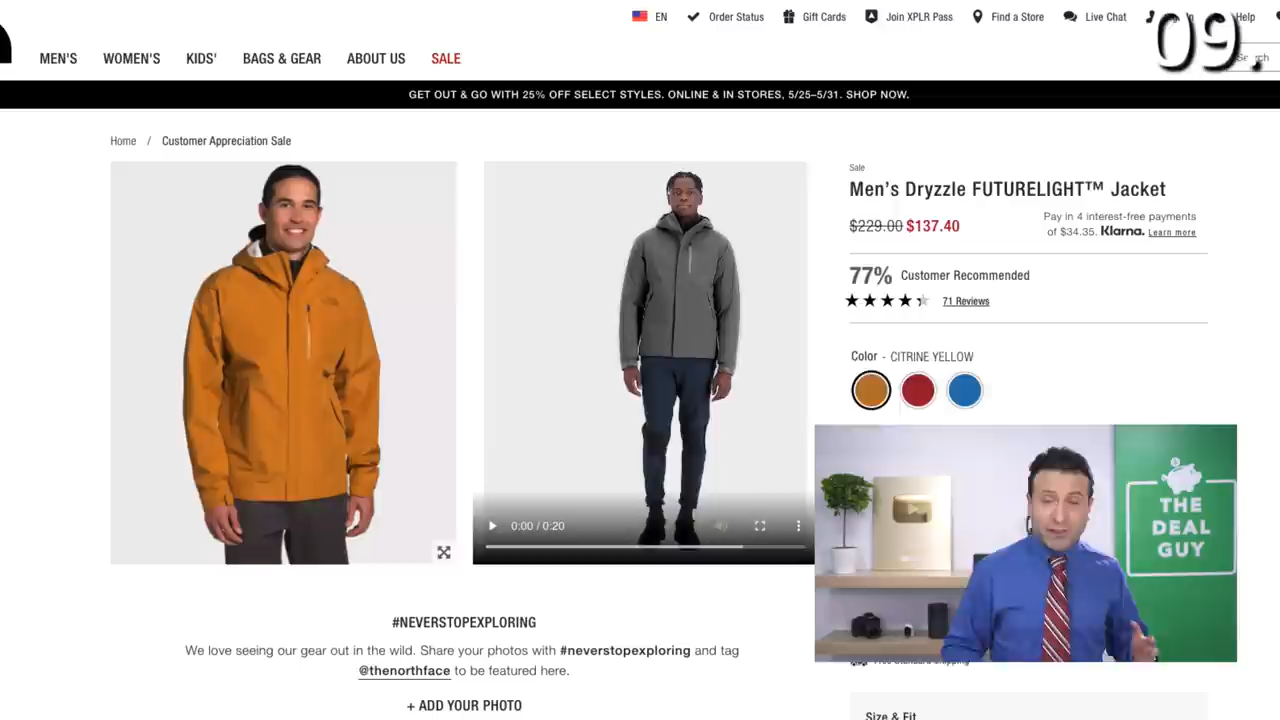 EN
Order Status
Gift Cards
Join XPLR Pass
Find a Store
Live Chat
Help
09.
MEN'S
WOMEN'S
KIDS'
BAGS & GEAR
ABOUT US
SALE
GET OUT & GO WITH 25% OFF SELECT STYLES. ONLINE & IN STORES, 5/25–5/31. SHOP NOW.
Home / Customer Appreciation Sale
Sale
Men's Dryzzle FUTURELIGHT™ Jacket
$229.00 $137.40
Pay in 4 interest-free payments
of $34.35. Klarna. Learn more
77% Customer Recommended
71 Reviews
Color - CITRINE YELLOW
0:00 / 0:20
THE
DEAL
GUY
#NEVERSTOPEXPLORING
We love seeing our gear out in the wild. Share your photos with #neverstopexploring and tag
@thenorthface to be featured here.
+ ADD YOUR PHOTO
Free Standard Shipping
Size & Fit